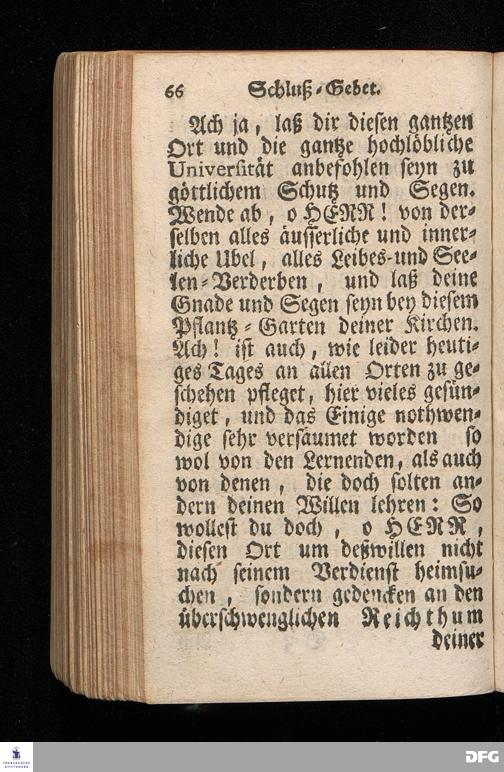 66 Schluß-Gebet.
Ach ja, laß dir diesen gantzen
Ort und die gantze hochlöbliche
Universität anbefohlen seyn zu
göttlichem Schutz und Segen.
Wende ab, o HERR! von der-
selben alles äusserliche und inner-
liche Ubel, alles Leibes-und See-
len-Verderben, und laß deine
Gnade und Segen seyn bey diesem
Pflantz-Garten deiner Kirchen.
Ach! ist auch, wie leider heuti-
ges Tages an allen Orten zu ge-
schehen pfleget, hier vieles gesün-
diget, und das Einige nothwen-
dige sehr versäumet worden so
wol von den Lernenden, als auch
von denen, die doch solten an-
dern deinen Willen lehren: So
wollest du doch, o HERR,
diesen Ort um deßwillen nicht
nach seinem Verdienst heimsu-
chen, sondern gedencken an den
überschwenglichen Reichthum
deiner
FRANCKESCHE
STIFTUNGEN
DFG